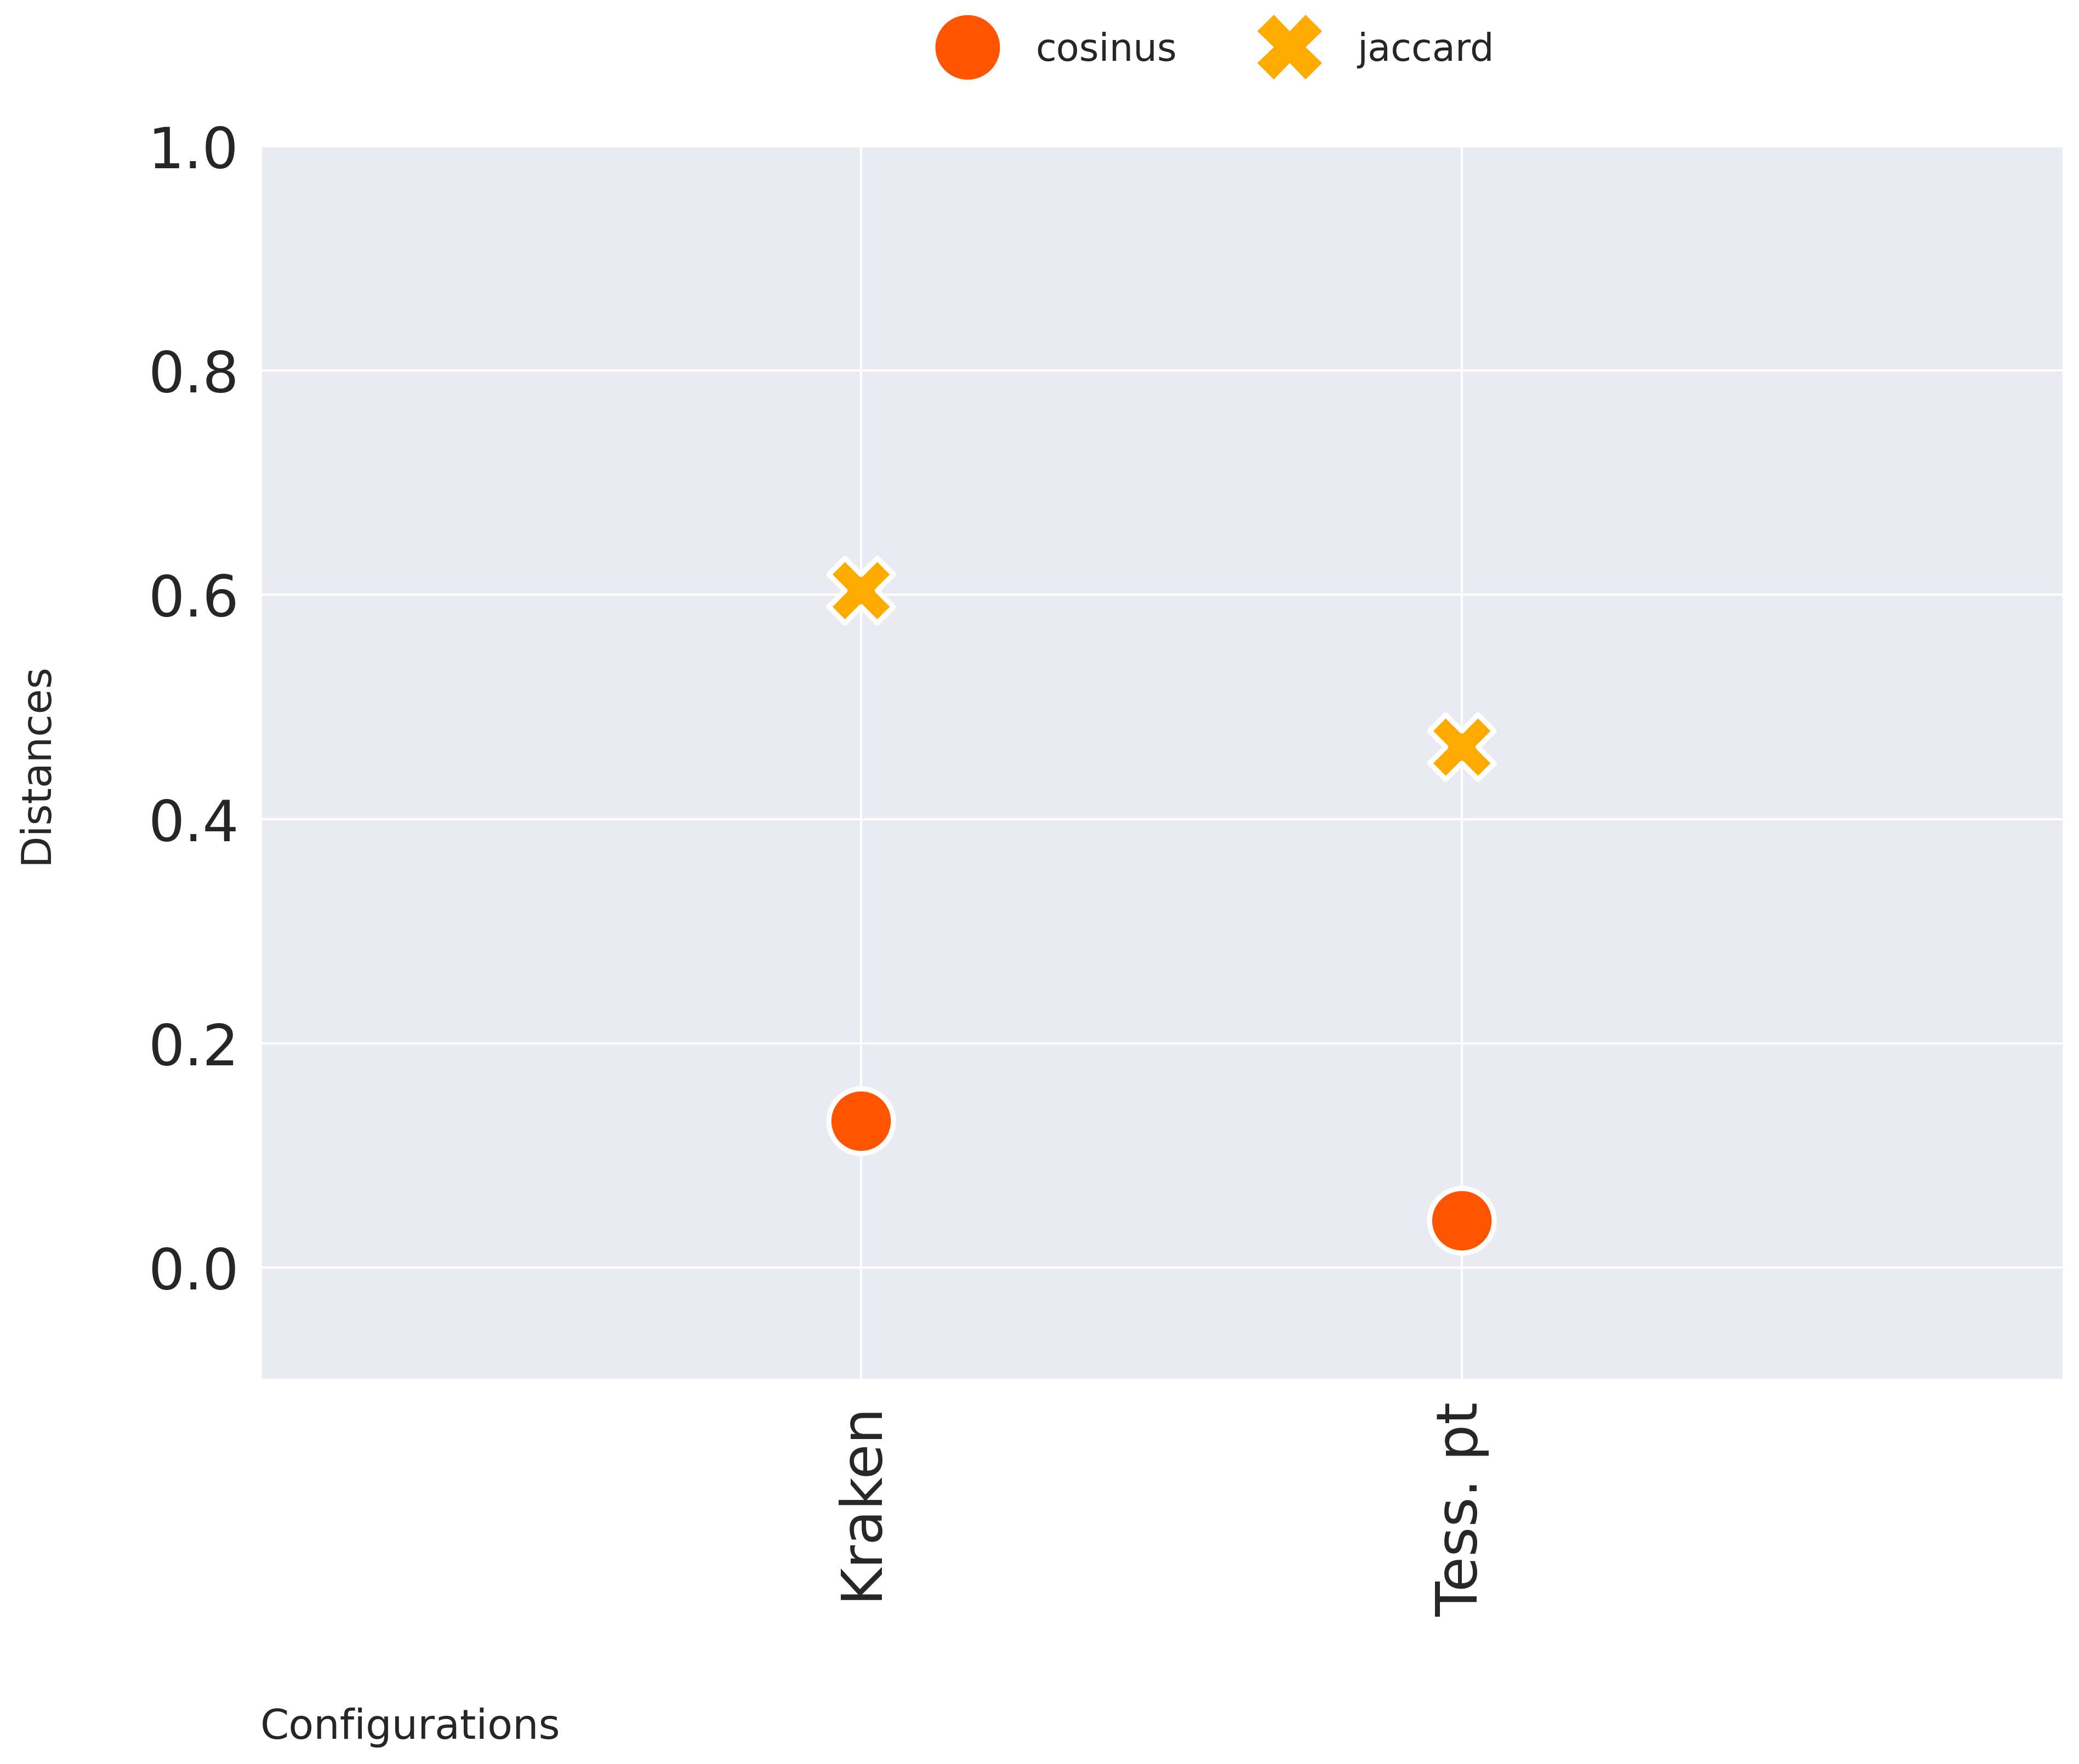 cosinus jaccard
1.0
0.8
0.6
0.4
0.2
0.0
Distances
Kraken
Tess. pt
Configurations